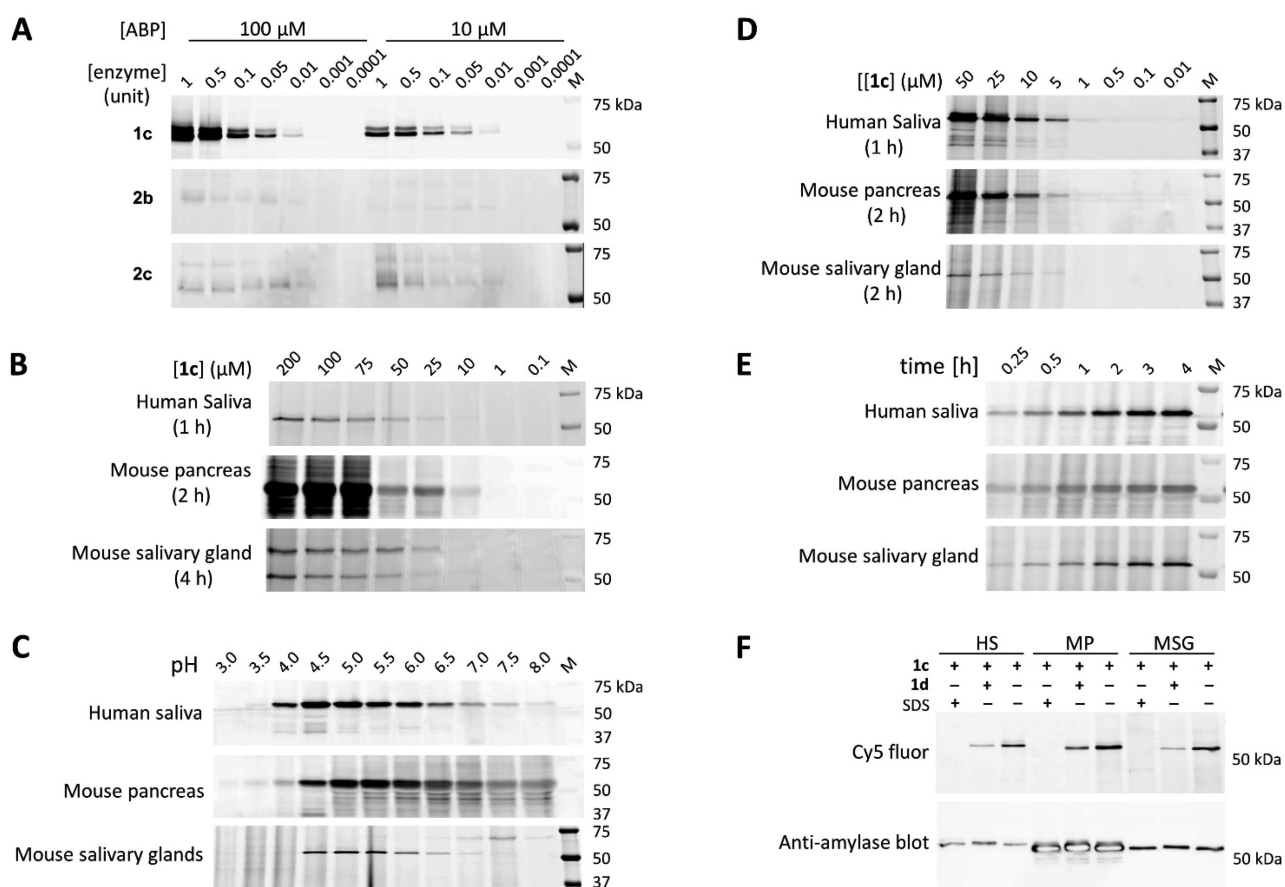 A
[ABP] 100 µM 10 µM
[enzyme] (unit) 1 0.5 0.1 0.05 0.01 0.001 0.0001 1 0.5 0.1 0.05 0.01 0.001 0.0001 M
75 kDa
1c
50
75
2b
50
75
2c
50
B
[1c] (µM) 200 100 75 50 25 10 1 0.1 M
Human Saliva
(1 h)
75 kDa
50
Mouse pancreas
(2 h)
75
50
Mouse salivary gland
(4 h)
75
50
C
pH 3.0 3.5 4.0 4.5 5.0 5.5 6.0 6.5 7.0 7.5 8.0 M
Human saliva
75 kDa
50
37
Mouse pancreas
75
50
37
Mouse salivary glands
75
50
37
D
[[1c] (µM) 50 25 10 5 1 0.5 0.1 0.01 M
Human Saliva
(1 h)
75 kDa
50
37
Mouse pancreas
(2 h)
75
50
37
Mouse salivary gland
(2 h)
75
50
37
E
time [h] 0.25 0.5 1 2 3 4 M
Human saliva
75 kDa
50
Mouse pancreas
75
50
Mouse salivary gland
75
50
F
HS MP MSG
1c + + + + + + + + +
1d – + – – + – – + –
SDS + – – + – – + – –
Cy5 fluor
50 kDa
Anti-amylase blot
50 kDa